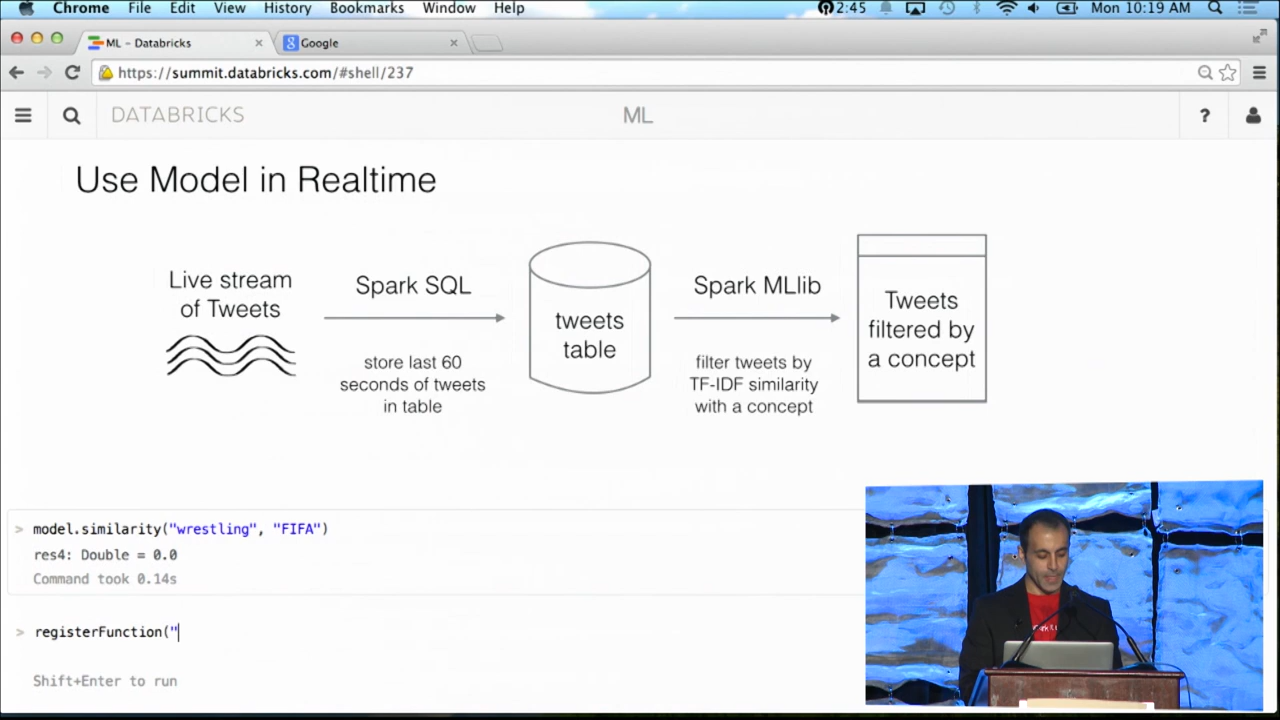 Chrome File Edit View History Bookmarks Window Help 2:45 Mon 10:19 AM
ML - Databricks Google
https://summit.databricks.com/#shell/237
DATABRICKS ML ?
Use Model in Realtime
Live stream
of Tweets
Spark SQL
store last 60
seconds of tweets
in table
tweets
table
Spark MLlib
filter tweets by
TF-IDF similarity
with a concept
Tweets
filtered by
a concept
> model.similarity("wrestling", "FIFA")
res4: Double = 0.0
Command took 0.14s
> registerFunction("
Shift+Enter to run